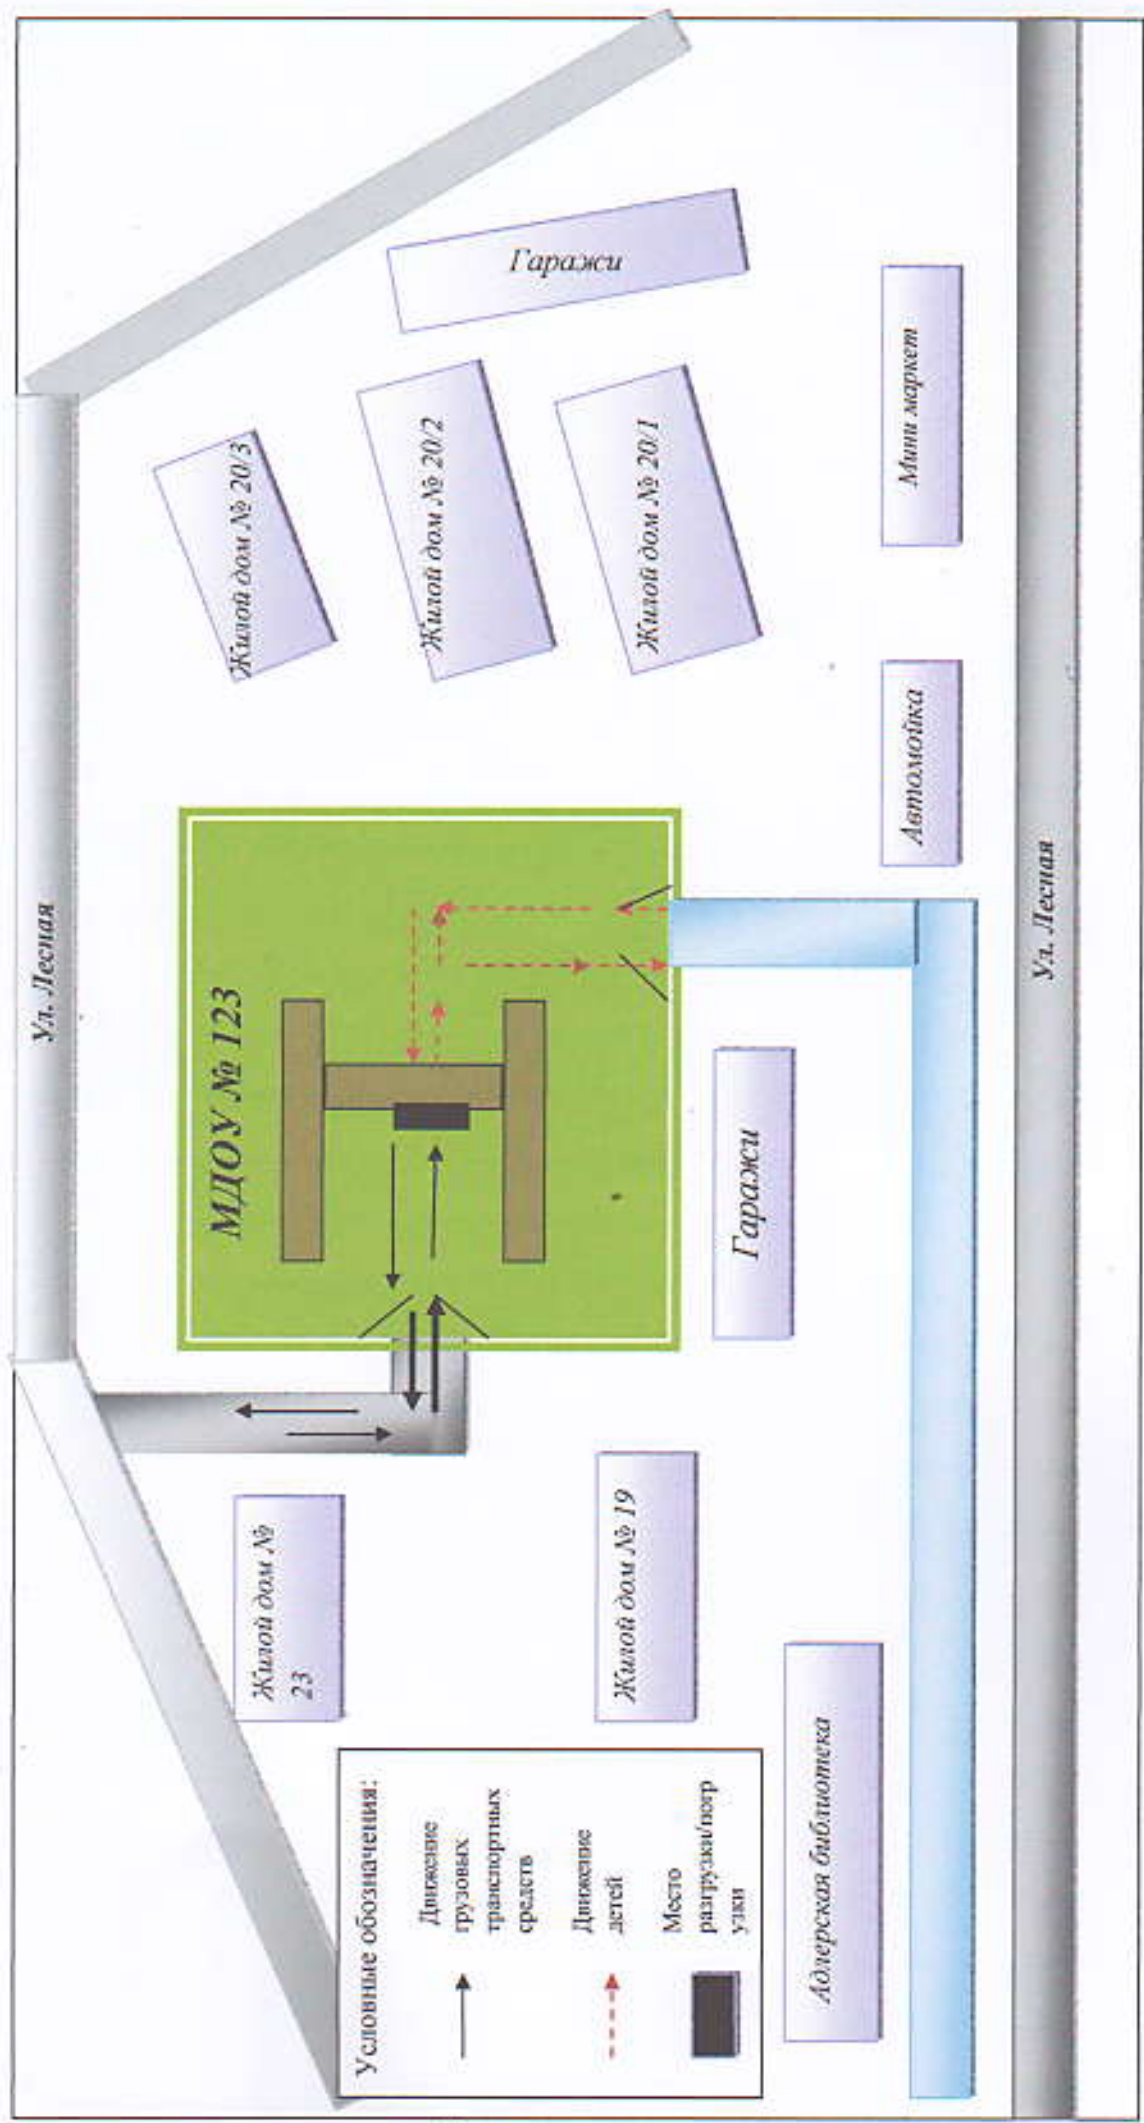 Ул. Лесная
МДОУ № 123
Жилой дом № 20/3
Жилой дом № 20/2
Жилой дом № 20/1
Гаражи
Жилой дом №
23
Жилой дом № 19
Гаражи
Адлерская библиотека
Автомойка
Мини маркет
Ул. Лесная
Условные обозначения:
Движение
грузовых
транспортных
средств
Движение
детей
Место
разгрузки/погр
узки